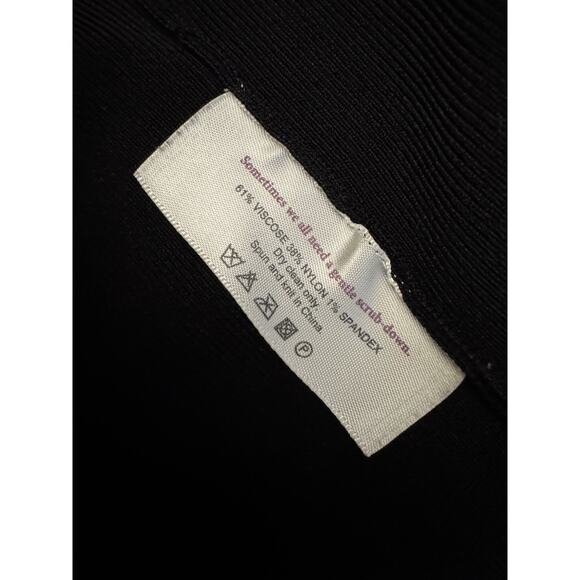 Sometimes we all need a gentle scrub-down.
61% VISCOSE 38% NYLON 1% SPANDEX
Dry clean only
Spun and knit in China
P